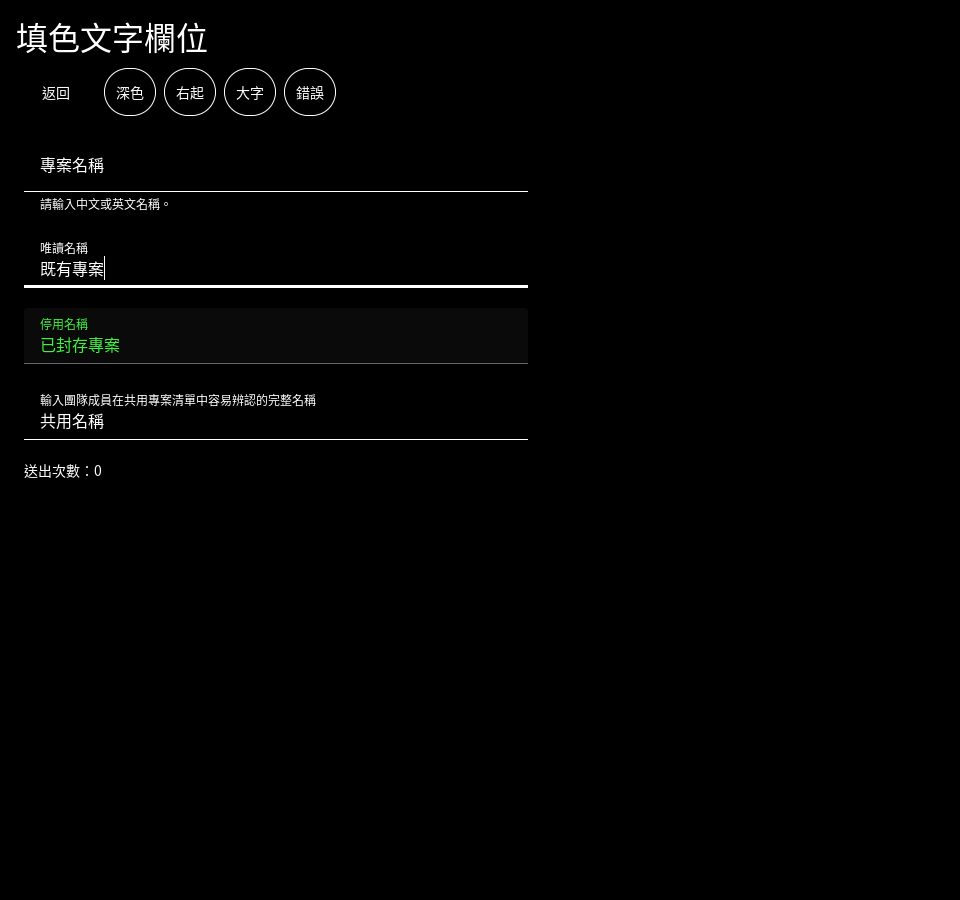 填色文字欄位
返回 深色 右起 大字 錯誤
專案名稱
請輸入中文或英文名稱。
唯讀名稱
既有專案
停用名稱
已封存專案
輸入團隊成員在共用專案清單中容易辨認的完整名稱
共用名稱
送出次數：0